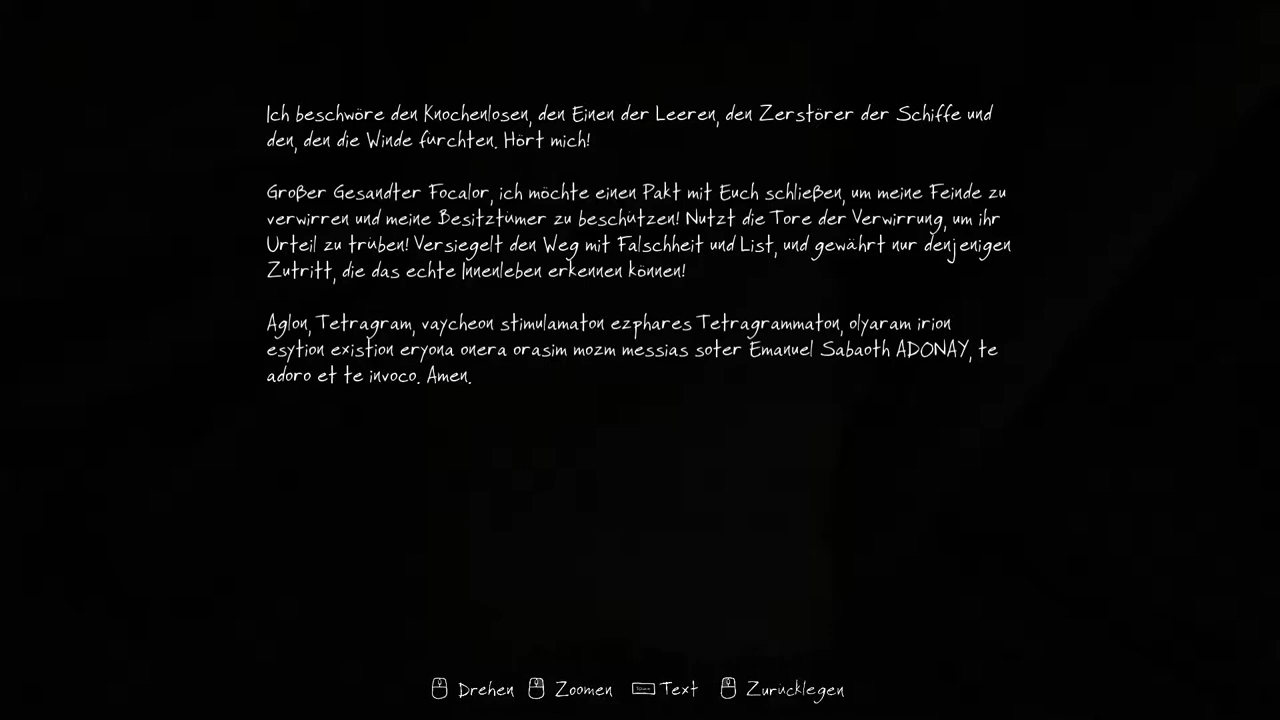 Ich beschwöre den Knochenlosen, den Einen der Leeren, den Zerstörer der Schiffe und
den, den die Winde fürchten. Hört mich!
Großer Gesandter Focalor, ich möchte einen Pakt mit Euch schließen, um meine Feinde zu
verwirren und meine Besitztümer zu beschützen! Nutzt die Tore der Verwirrung, um ihr
Urteil zu trüben! Versiegelt den Weg mit Falschheit und List, und gewährt nur denjenigen
Zutritt, die das echte Innenleben erkennen können!
Aglon, Tetragram, vaycheon stimulamaton ezphares Tetragrammaton, olyaram irion
esytion existion eryona onera orasim mozm messias soter Emanuel Sabaoth ADONAY, te
adoro et te invoco. Amen.
Drehen Zoomen Text Zurücklegen